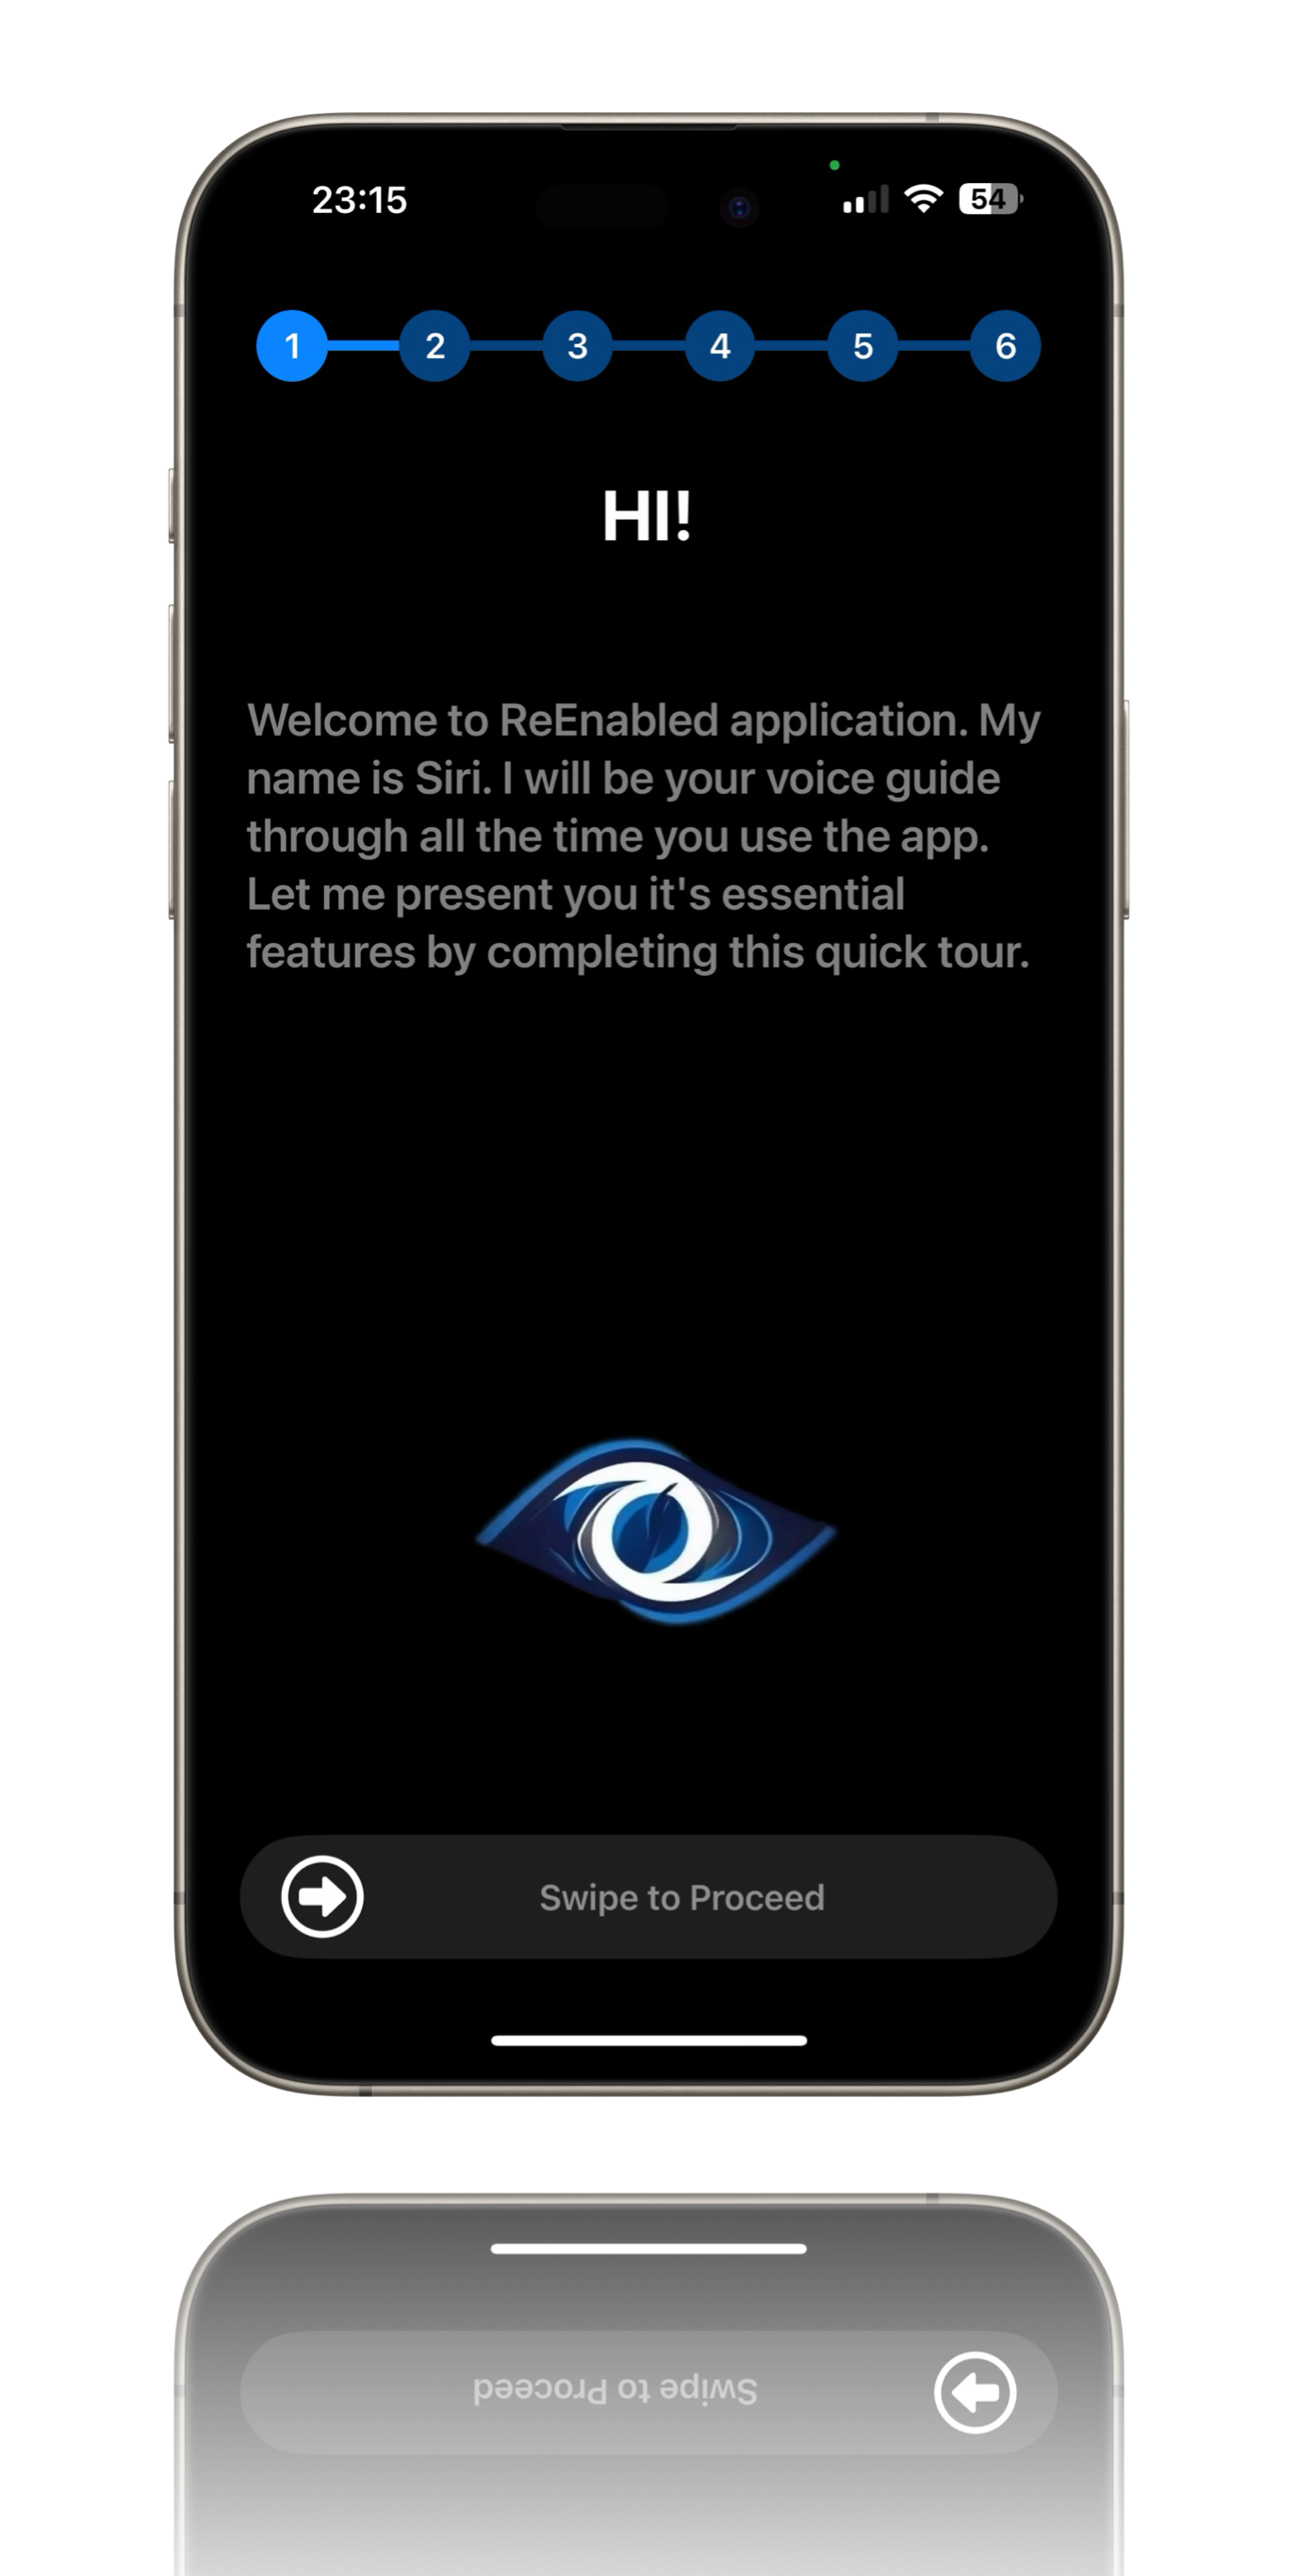 23:15
54
1 2 3 4 5 6
HI!
Welcome to ReEnabled application. My
name is Siri. I will be your voice guide
through all the time you use the app.
Let me present you it's essential
features by completing this quick tour.
Swipe to Proceed
Swipe to Proceed